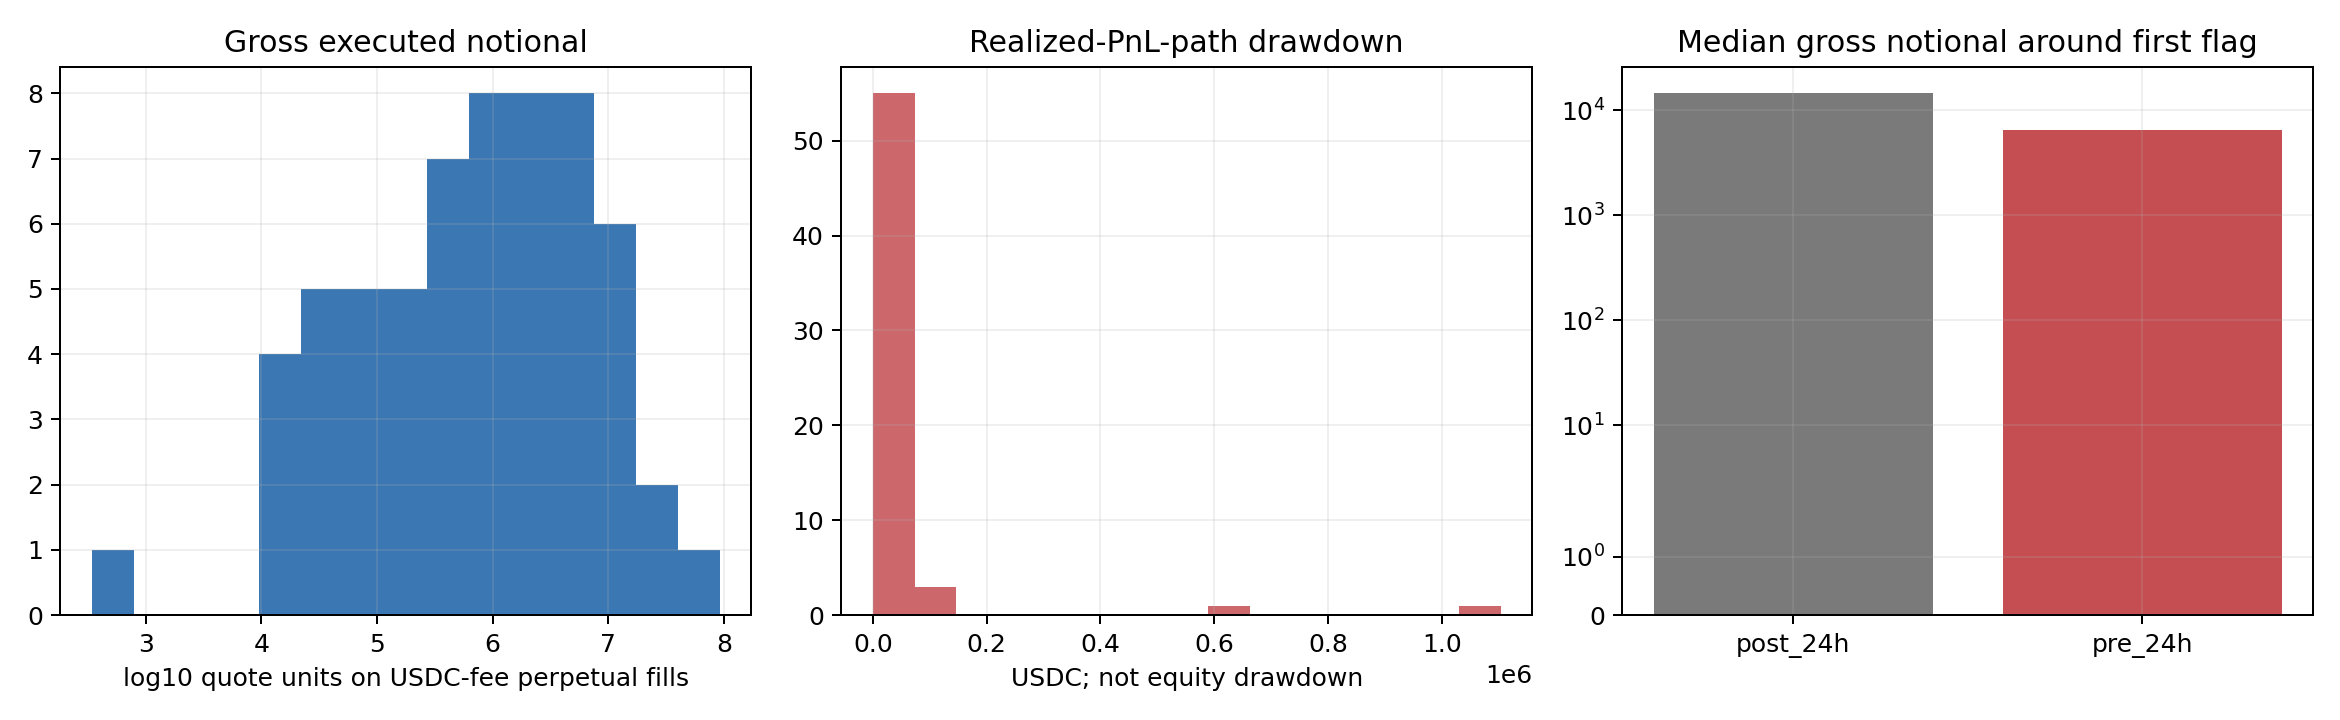 Gross executed notional
8
7
6
5
4
3
2
1
0
3 4 5 6 7 8
log10 quote units on USDC-fee perpetual fills
Realized-PnL-path drawdown
50
40
30
20
10
0
0.0 0.2 0.4 0.6 0.8 1.0
1e6
USDC; not equity drawdown
Median gross notional around first flag
10⁴
10³
10²
10¹
10⁰
0
post_24h pre_24h